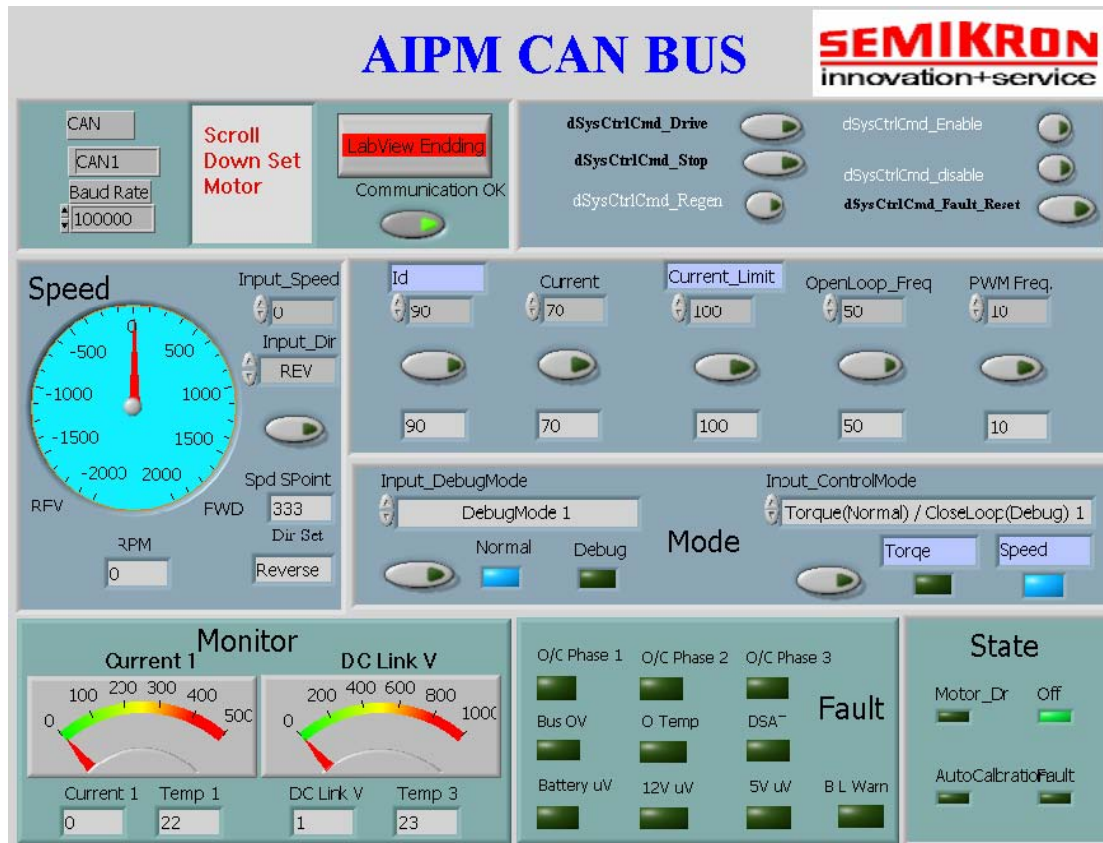 AIPM CAN BUS
SEMIKRON
innovation+service
CAN
CAN1
Baud Rate
100000
Scroll
Down Set
Motor
LabView Endding
Communication OK
dSysCtrlCmd_Drive
dSysCtrlCmd_Stop
dSysCtrlCmd_Regen
dSysCtrlCmd_Enable
dSysCtrlCmd_disable
dSysCtrlCmd_Fault_Reset
Speed
0
-500 500
-1000 1000
-1500 1500
-2000 2000
REV FWD
RPM
0
Input_Speed
0
Input_Dir
REV
Spd SPoint
333
Dir Set
Reverse
Id Current Current_Limit OpenLoop_Freq PWM Freq.
90 70 100 50 10
90 70 100 50 10
Input_DebugMode
DebugMode 1
Normal Debug
Mode
Input_ControlMode
Torque(Normal) / CloseLoop(Debug) 1
Torqe Speed
Monitor
Current 1 DC Link V
0 100 200 300 400 500
0 200 400 600 800 1000
Current 1 Temp 1 DC Link V Temp 3
0 22 1 23
O/C Phase 1 O/C Phase 2 O/C Phase 3
Fault
Bus OV O Temp DSAT
Battery uV 12V uV 5V uV B L Warn
State
Motor_Dr Off
AutoCalbratio Fault